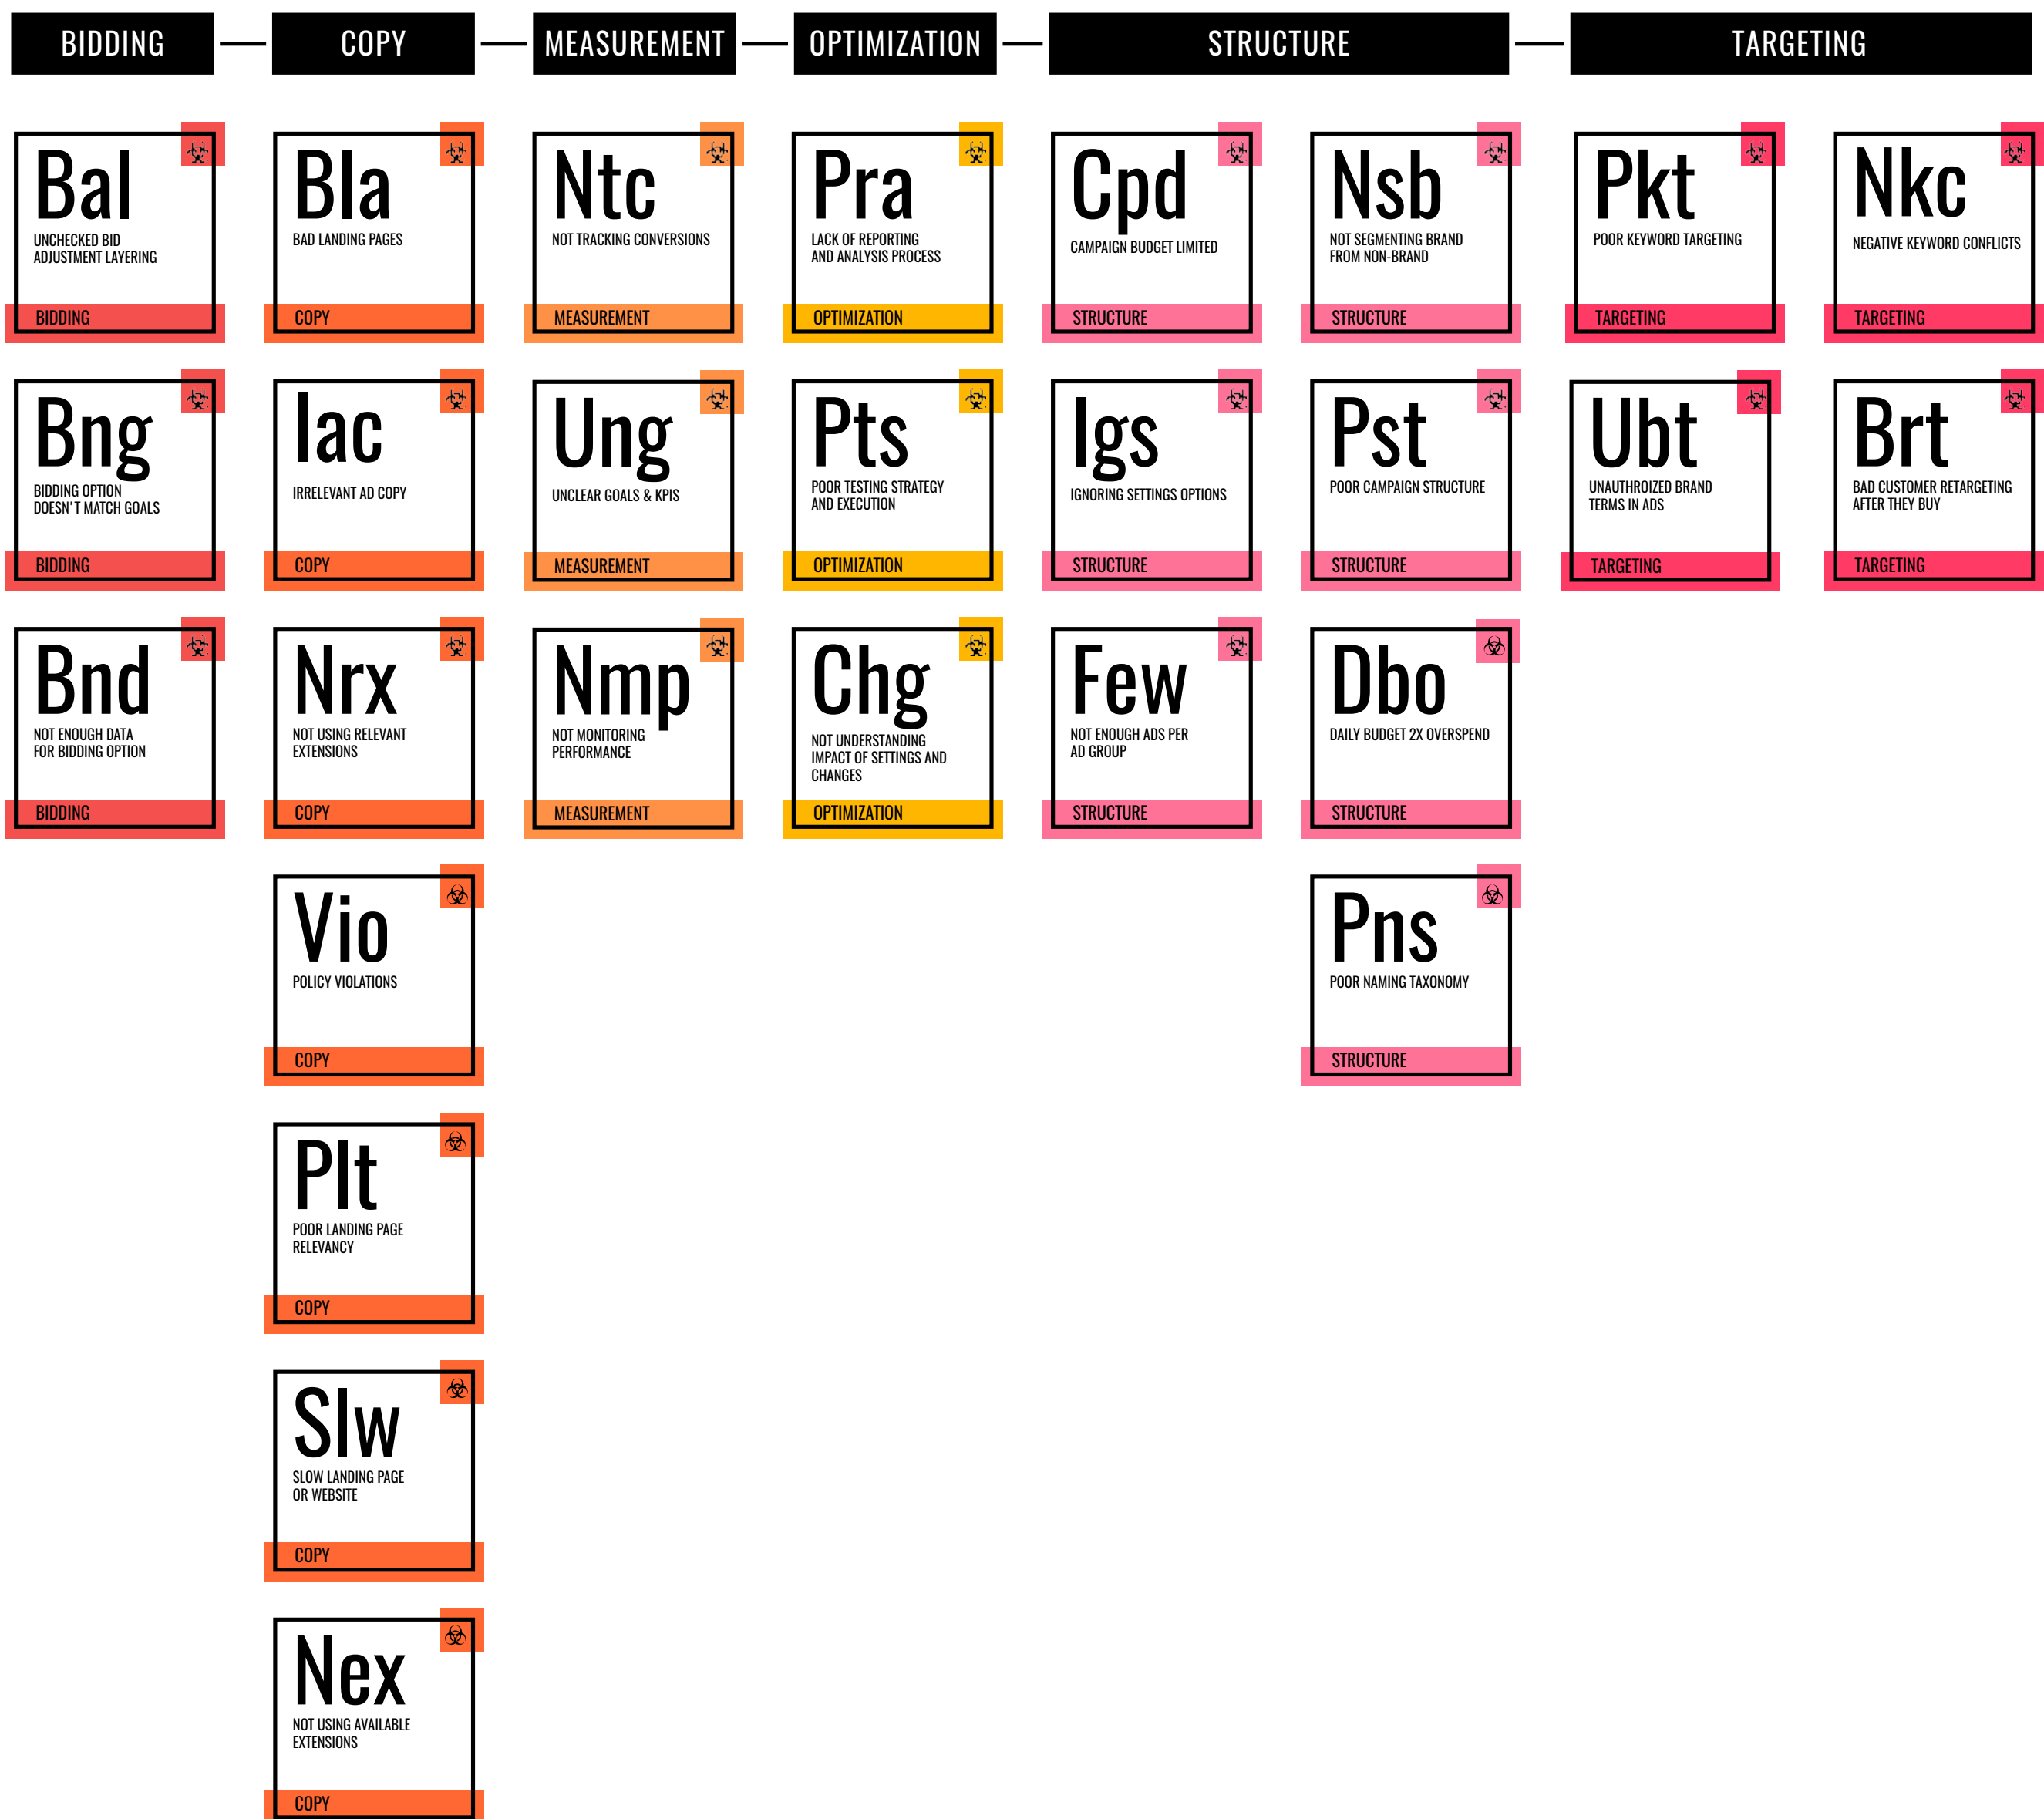 BIDDING
COPY
MEASUREMENT
OPTIMIZATION
STRUCTURE
TARGETING
Bal
UNCHECKED BID
ADJUSTMENT LAYERING
BIDDING
Bla
BAD LANDING PAGES
COPY
Ntc
NOT TRACKING CONVERSIONS
MEASUREMENT
Pra
LACK OF REPORTING
AND ANALYSIS PROCESS
OPTIMIZATION
Cpd
CAMPAIGN BUDGET LIMITED
STRUCTURE
Nsb
NOT SEGMENTING BRAND
FROM NON-BRAND
STRUCTURE
Pkt
POOR KEYWORD TARGETING
TARGETING
Nkc
NEGATIVE KEYWORD CONFLICTS
TARGETING
Bng
BIDDING OPTION
DOESN'T MATCH GOALS
BIDDING
Iac
IRRELEVANT AD COPY
COPY
Ung
UNCLEAR GOALS & KPIS
MEASUREMENT
Pts
POOR TESTING STRATEGY
AND EXECUTION
OPTIMIZATION
Igs
IGNORING SETTINGS OPTIONS
STRUCTURE
Pst
POOR CAMPAIGN STRUCTURE
STRUCTURE
Ubt
UNAUTHROIZED BRAND
TERMS IN ADS
TARGETING
Brt
BAD CUSTOMER RETARGETING
AFTER THEY BUY
TARGETING
Bnd
NOT ENOUGH DATA
FOR BIDDING OPTION
BIDDING
Nrx
NOT USING RELEVANT
EXTENSIONS
COPY
Nmp
NOT MONITORING
PERFORMANCE
MEASUREMENT
Chg
NOT UNDERSTANDING
IMPACT OF SETTINGS AND
CHANGES
OPTIMIZATION
Few
NOT ENOUGH ADS PER
AD GROUP
STRUCTURE
Dbo
DAILY BUDGET 2X OVERSPEND
STRUCTURE
Vio
POLICY VIOLATIONS
COPY
Pns
POOR NAMING TAXONOMY
STRUCTURE
Plt
POOR LANDING PAGE
RELEVANCY
COPY
Slw
SLOW LANDING PAGE
OR WEBSITE
COPY
Nex
NOT USING AVAILABLE
EXTENSIONS
COPY